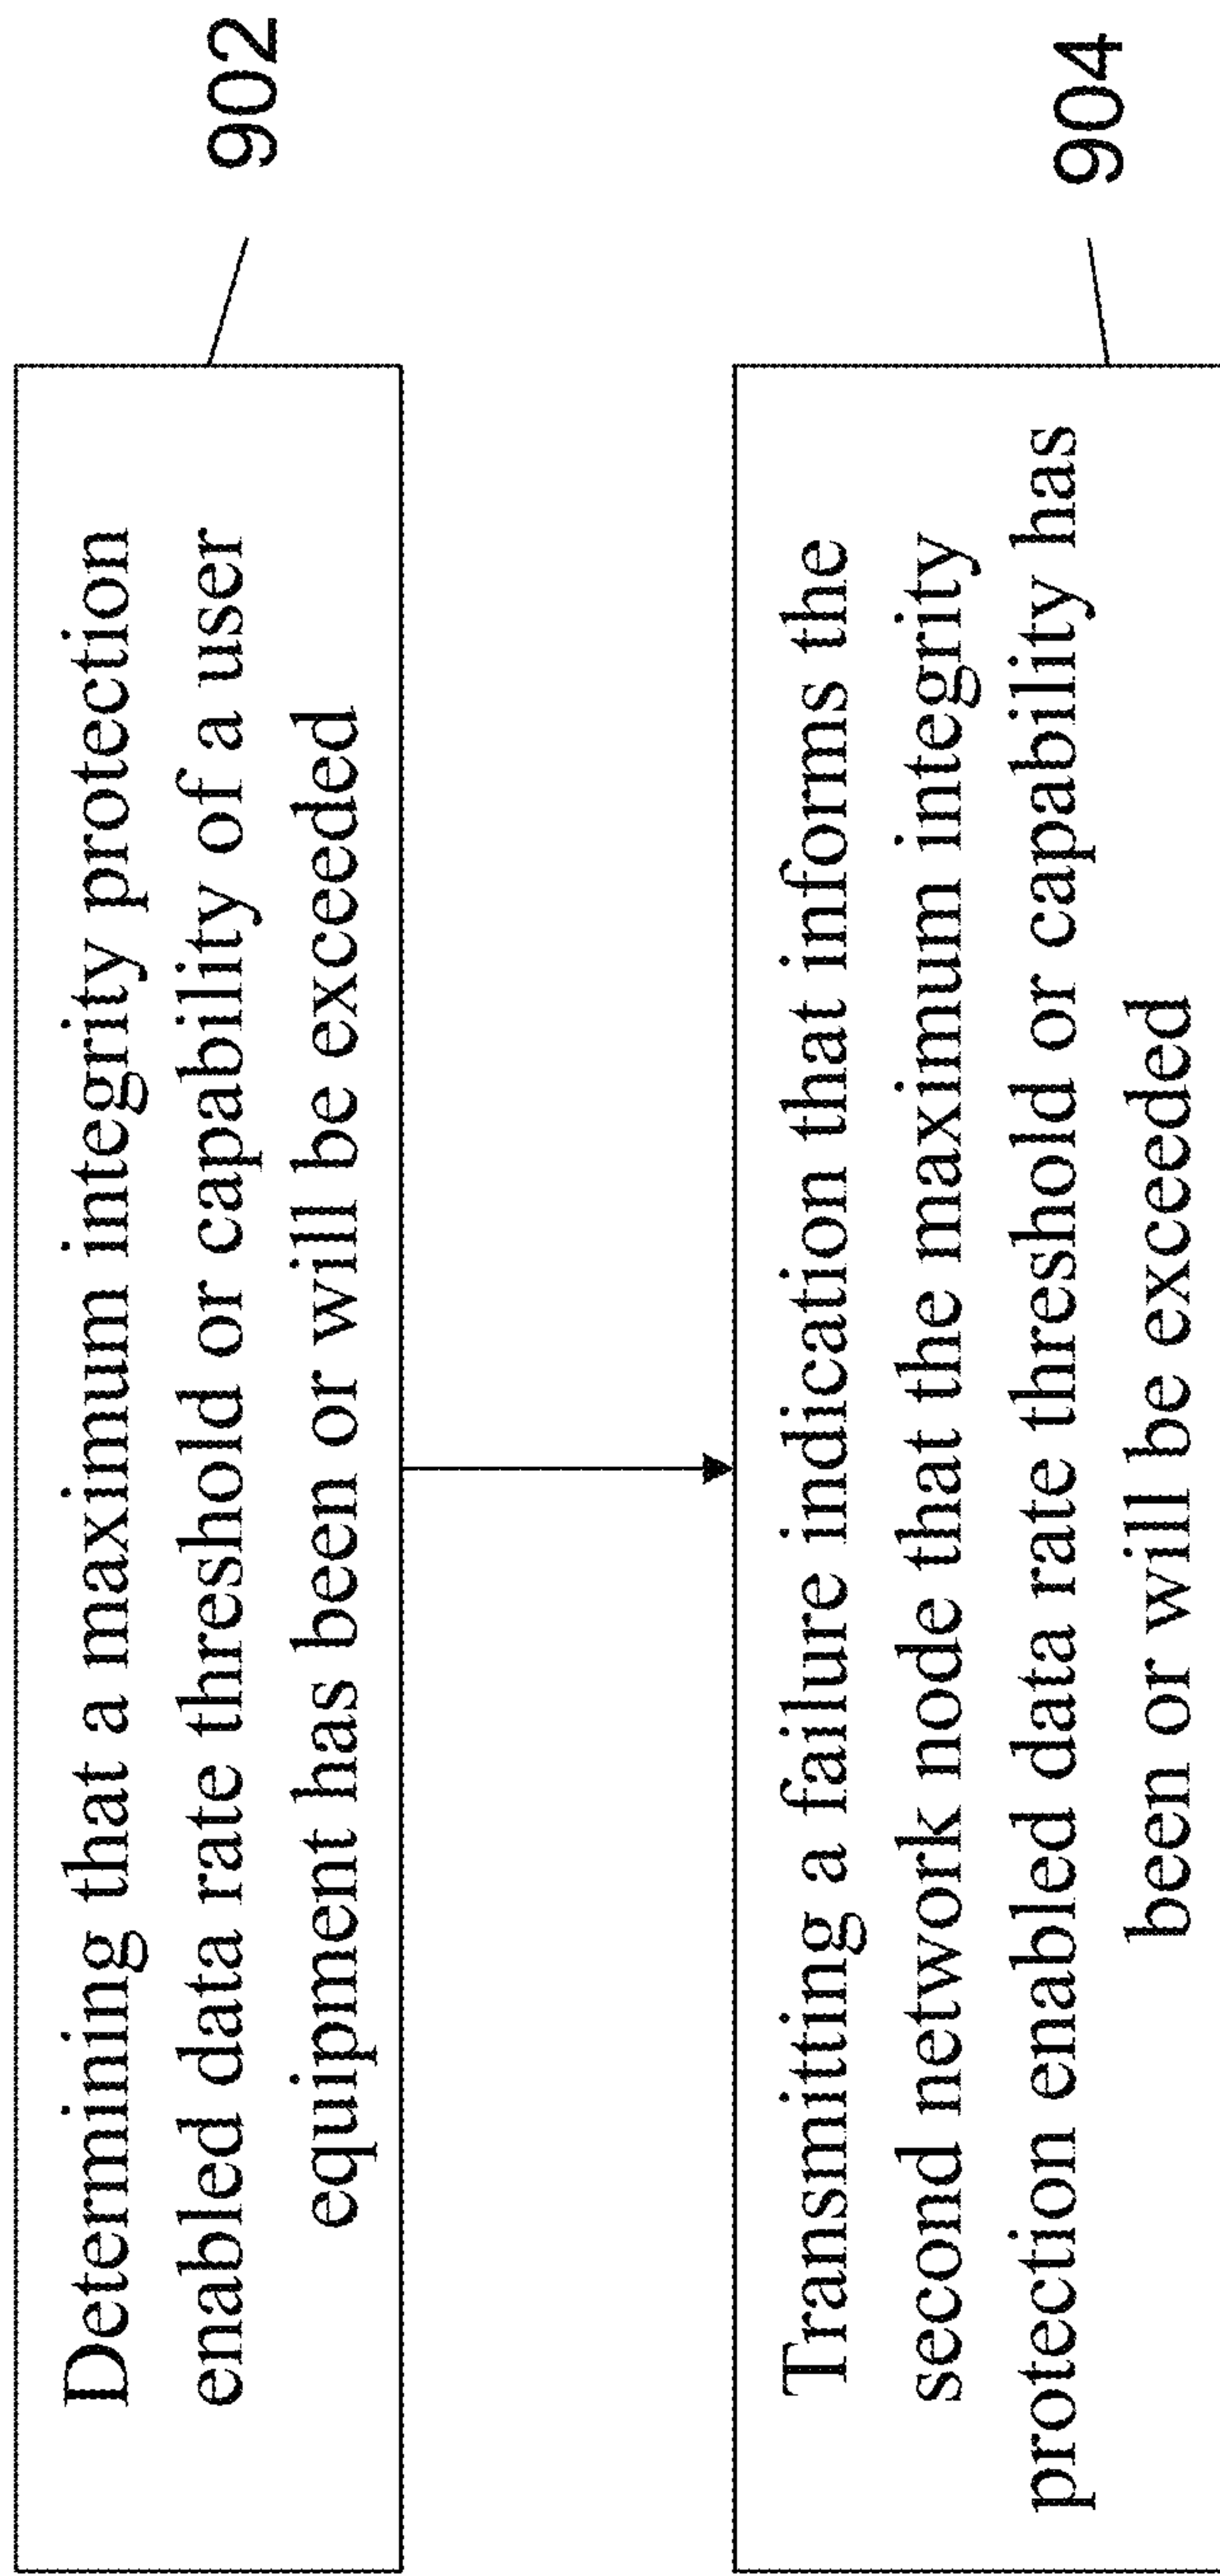 Determining that a maximum integrity protection
enabled data rate threshold or capability of a user
equipment has been or will be exceeded
902
Transmitting a failure indication that informs the
second network node that the maximum integrity
protection enabled data rate threshold or capability has
been or will be exceeded
904